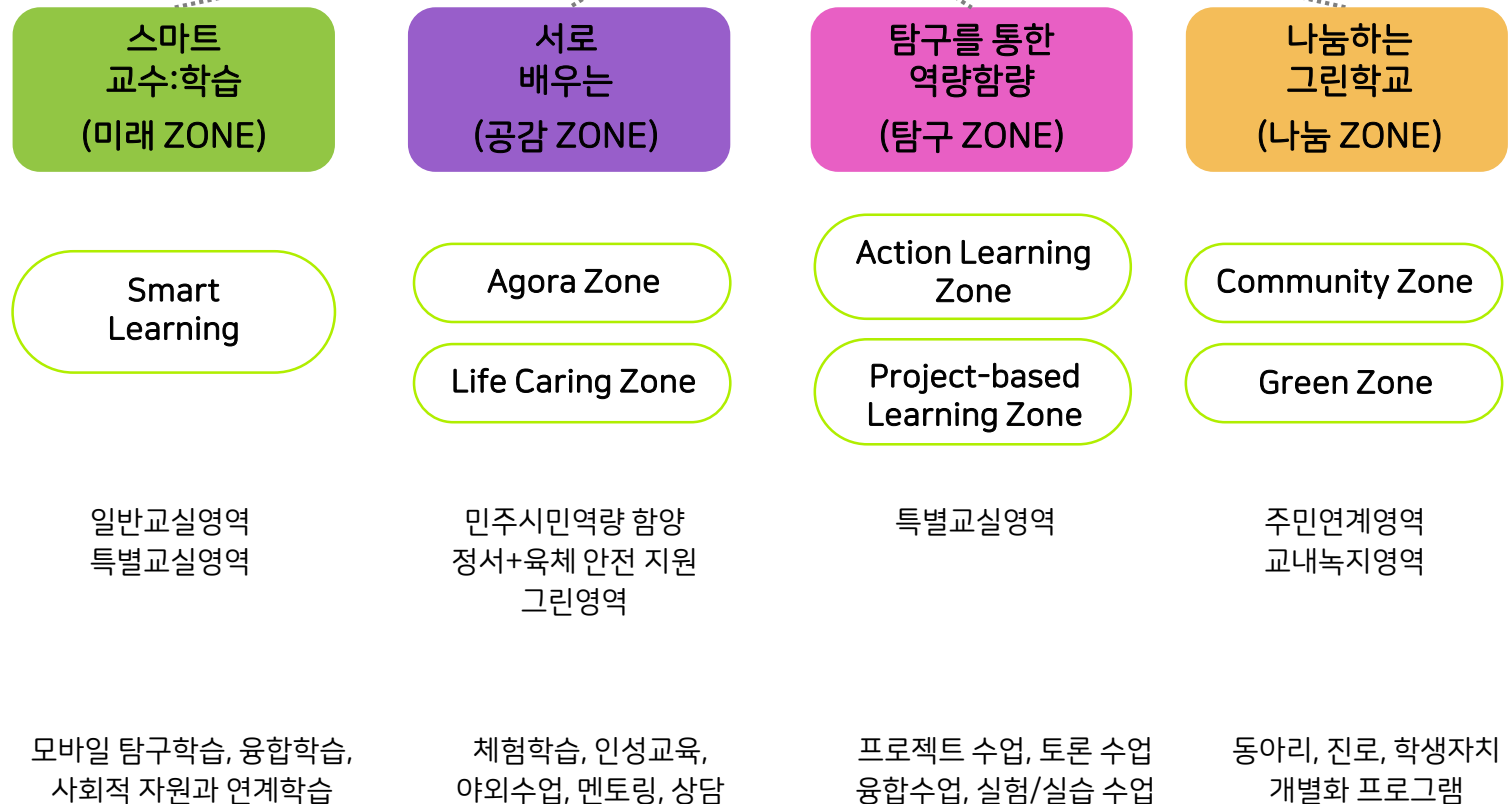 스마트
교수:학습
(미래 ZONE)
서로
배우는
(공감 ZONE)
탐구를 통한
역량함량
(탐구 ZONE)
나눔하는
그린학교
(나눔 ZONE)
Smart
Learning
Agora Zone
Life Caring Zone
Action Learning
Zone
Project-based
Learning Zone
Community Zone
Green Zone
일반교실영역
특별교실영역
민주시민역량 함양
정서+육체 안전 지원
그린영역
특별교실영역
주민연계영역
교내녹지영역
모바일 탐구학습, 융합학습,
사회적 자원과 연계학습
체험학습, 인성교육,
야외수업, 멘토링, 상담
프로젝트 수업, 토론 수업
융합수업, 실험/실습 수업
동아리, 진로, 학생자치
개별화 프로그램